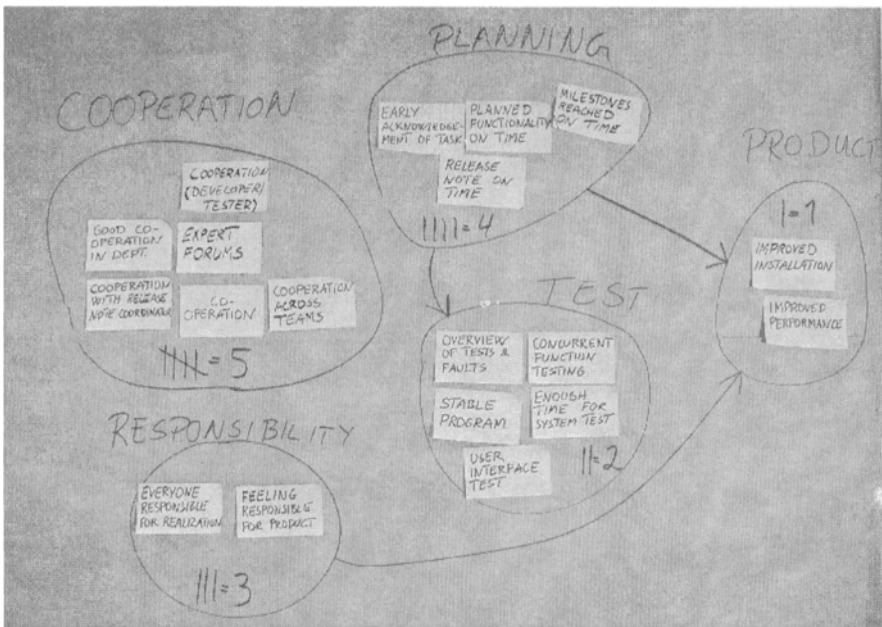 PLANNING
EARLY
ACKNOWLEDGE-
MENT OF TASK
PLANNED
FUNCTIONALITY
ON TIME
MILESTONES
REACHED
ON TIME
RELEASE
NOTE ON
TIME
||||| = 4
COOPERATION
COOPERATION
(DEVELOPER/
TESTER)
GOOD CO-
OPERATION
IN DEPT.
EXPERT
FORUMS
COOPERATION
WITH RELEASE
NOTE COORDINATOR
CO-
OPERATION
COOPERATION
ACROSS
TEAMS
= 5
PRODUCT
|=1
IMPROVED
INSTALLATION
IMPROVED
PERFORMANCE
TEST
OVERVIEW
OF TESTS &
FAULTS
CONCURRENT
FUNCTION
TESTING
STABLE
PROGRAM
ENOUGH
TIME FOR
SYSTEM TEST
USER
INTERFACE
TEST
||=2
RESPONSIBILITY
EVERYONE
RESPONSIBLE
FOR REALIZATION
FEELING
RESPONSIBLE
FOR PRODUCT
|||=3